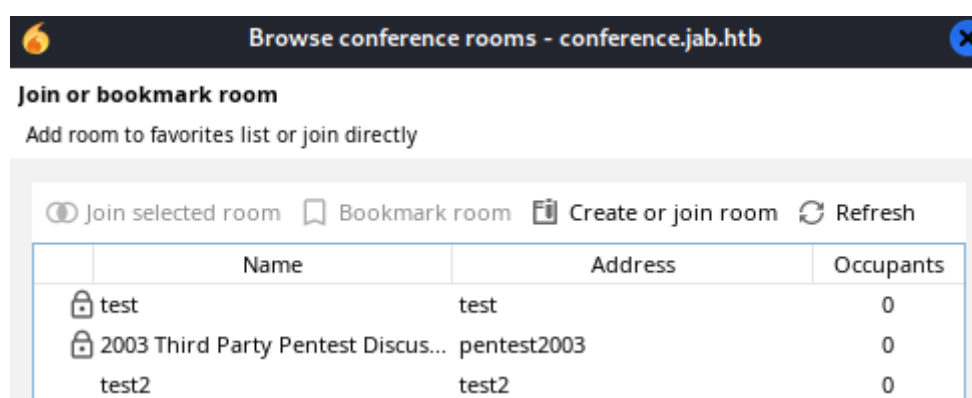 Browse conference rooms - conference.jab.htb
Join or bookmark room
Add room to favorites list or join directly
Join selected room Bookmark room Create or join room Refresh
Name Address Occupants
test test 0
2003 Third Party Pentest Discus... pentest2003 0
test2 test2 0